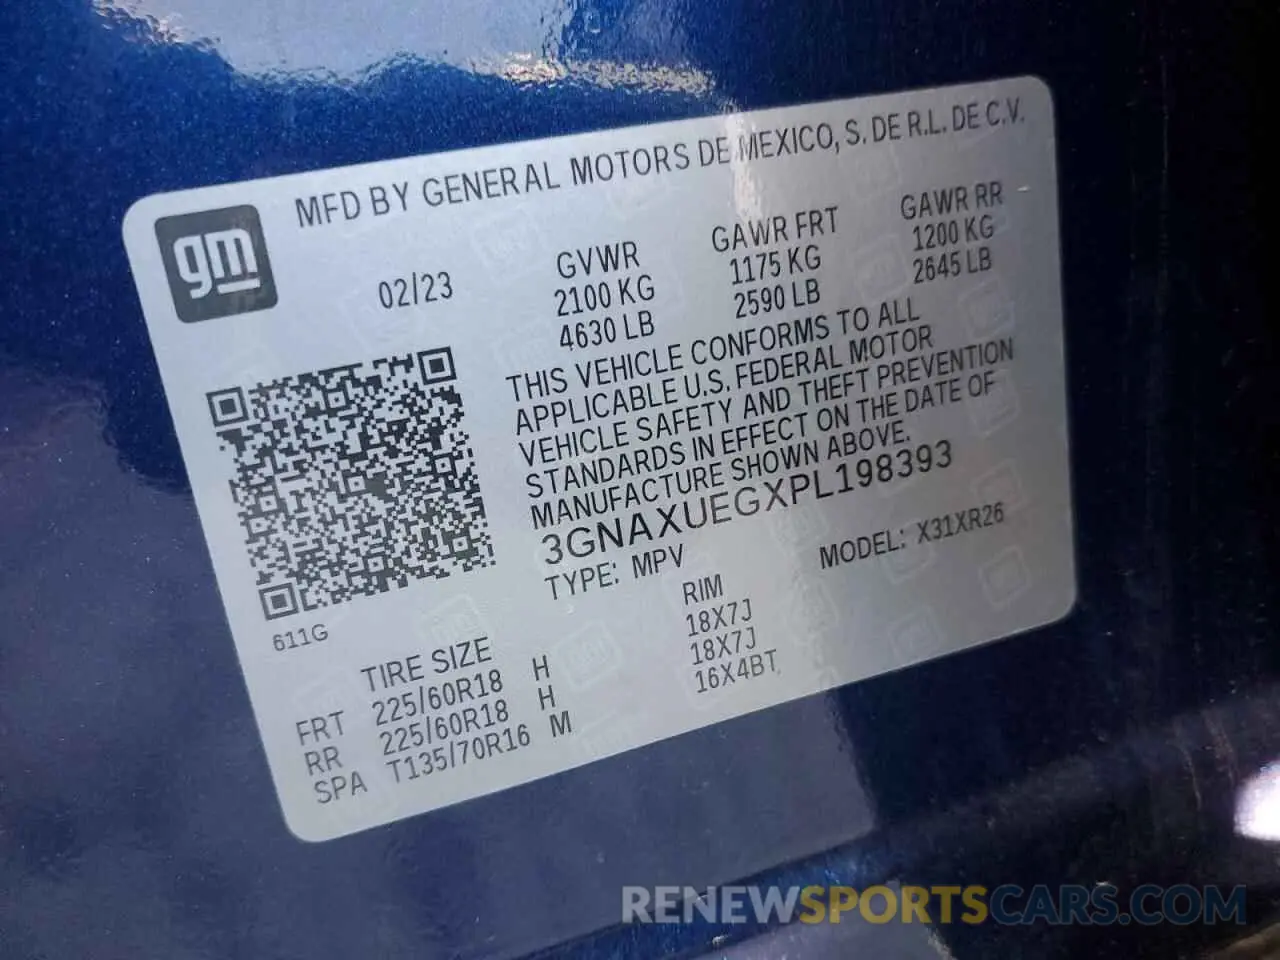 MFD BY GENERAL MOTORS DE MEXICO, S. DE R.L. DE C.V.
gm
02/23
GVWR GAWR FRT GAWR RR
2100 KG 1175 KG 1200 KG
4630 LB 2590 LB 2645 LB
THIS VEHICLE CONFORMS TO ALL
APPLICABLE U.S. FEDERAL MOTOR
VEHICLE SAFETY AND THEFT PREVENTION
STANDARDS IN EFFECT ON THE DATE OF
MANUFACTURE SHOWN ABOVE.
3GNAXUEGXPL198393
TYPE: MPV MODEL: X31XR26
611G
TIRE SIZE RIM
FRT 225/60R18 H 18X7J
RR 225/60R18 H 18X7J
SPA T135/70R16 M 16X4BT
RENEWSPORTSCARS.COM